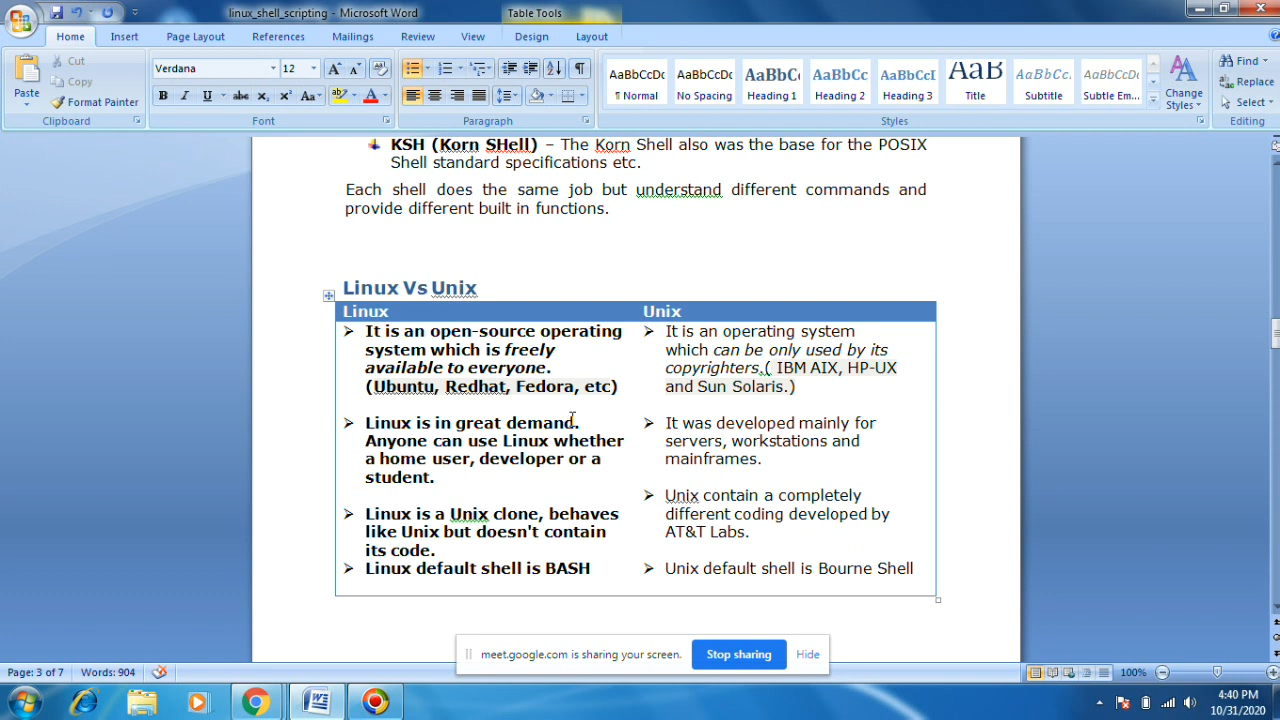 linux_shell_scripting - Microsoft Word
Table Tools
Home Insert Page Layout References Mailings Review View Design Layout
Cut
Copy
Format Painter
Paste
Clipboard
Verdana 12
B I U abc X₂ X² Aa
Font
Paragraph
AaBbCcDc AaBbCcDc AaBbC AaBbCc AaBbCcI AaB AaBbCc AaBbCcDc
¶ Normal No Spacing Heading 1 Heading 2 Heading 3 Title Subtitle Subtle Em...
Change Styles
Styles
Find
Replace
Select
Editing
KSH (Korn SHell) – The Korn Shell also was the base for the POSIX
Shell standard specifications etc.
Each shell does the same job but understand different commands and
provide different built in functions.
Linux Vs Unix
Linux
It is an open-source operating
system which is freely
available to everyone.
(Ubuntu, Redhat, Fedora, etc)
Linux is in great demand.
Anyone can use Linux whether
a home user, developer or a
student.
Linux is a Unix clone, behaves
like Unix but doesn't contain
its code.
Linux default shell is BASH
Unix
It is an operating system
which can be only used by its
copyrighters.( IBM AIX, HP-UX
and Sun Solaris.)
It was developed mainly for
servers, workstations and
mainframes.
Unix contain a completely
different coding developed by
AT&T Labs.
Unix default shell is Bourne Shell
meet.google.com is sharing your screen. Stop sharing Hide
Page: 3 of 7 Words: 904 100%
4:40 PM
10/31/2020